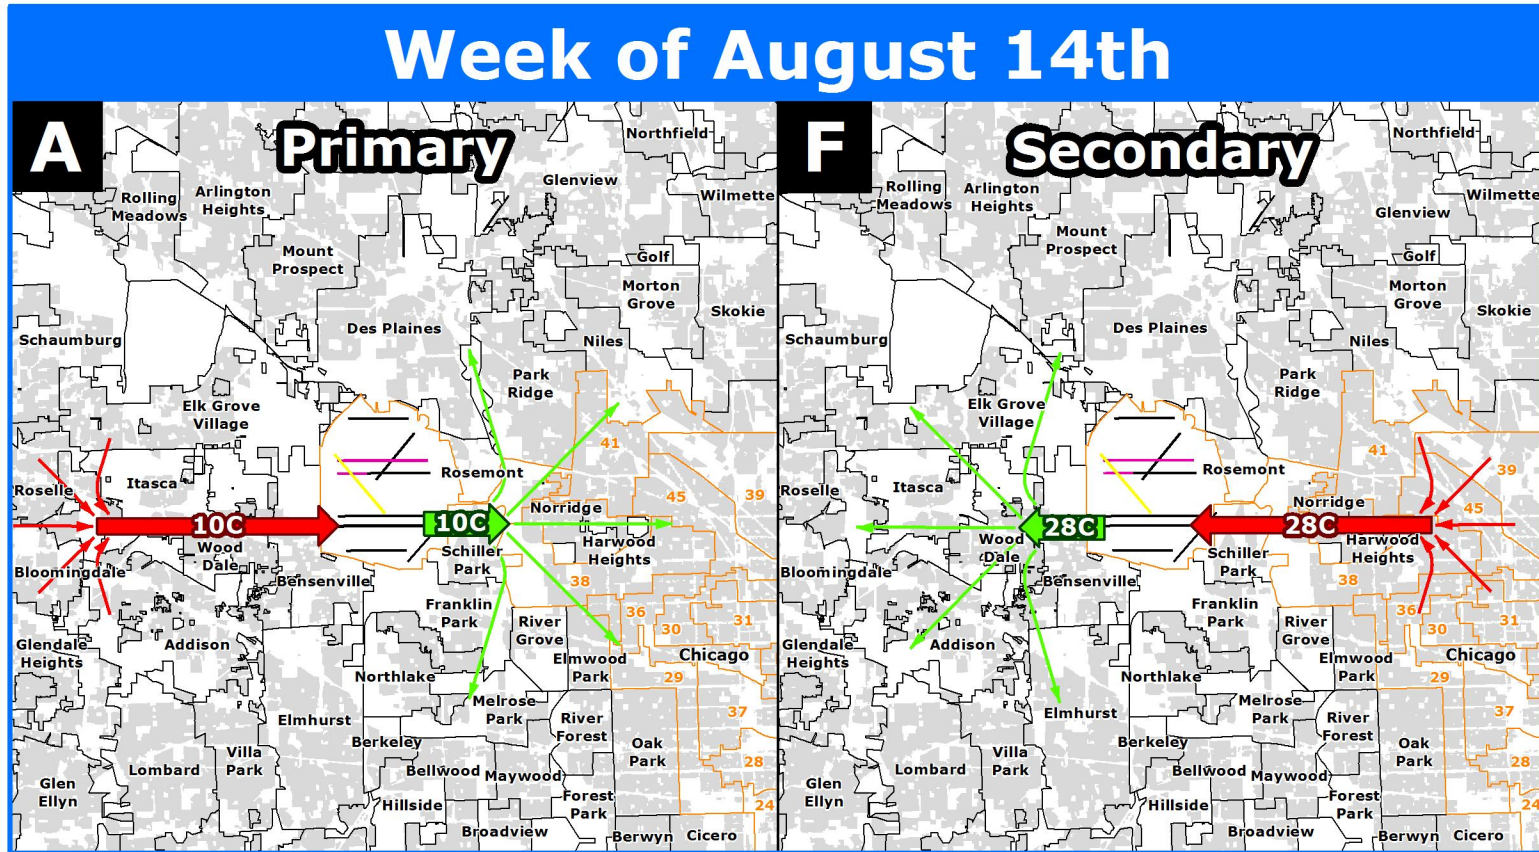 Week of August 14th
A
Primary
Northfield
Glenview
Wilmette
Rolling
Meadows
Arlington
Heights
Mount
Prospect
Golf
Morton
Grove
Skokie
Des Plaines
Niles
Schaumburg
Park
Ridge
Elk Grove
Village
41
Rosemont
Roselle
Itasca
45
39
Norridge
10C
10C
Harwood
Heights
Wood
Dale
Schiller
Park
Bloomingdale
Bensenville
38
Franklin
Park
36
30
31
River
Grove
Glendale
Heights
Addison
Elmwood
Park
Chicago
Northlake
29
Melrose
Park
Elmhurst
River
Forest
37
Berkeley
Oak
Park
Villa
Park
Lombard
Bellwood
Maywood
28
Glen
Ellyn
Hillside
Forest
Park
24
Broadview
Berwyn
Cicero
F
Secondary
Northfield
Rolling
Meadows
Arlington
Heights
Wilmette
Glenview
Mount
Prospect
Golf
Morton
Grove
Skokie
Des Plaines
Niles
Schaumburg
Park
Ridge
Elk Grove
Village
41
Rosemont
39
Roselle
Itasca
Norridge
45
28C
28C
Wood
Dale
Harwood
Heights
Schiller
Park
Bloomingdale
Bensenville
38
Franklin
Park
36
30
31
River
Grove
Glendale
Heights
Addison
Elmwood
Park
Chicago
Northlake
29
Melrose
Park
Elmhurst
River
Forest
37
Berkeley
Oak
Park
Villa
Park
Lombard
Bellwood
Maywood
28
Glen
Ellyn
Hillside
Forest
Park
24
Broadview
Berwyn
Cicero